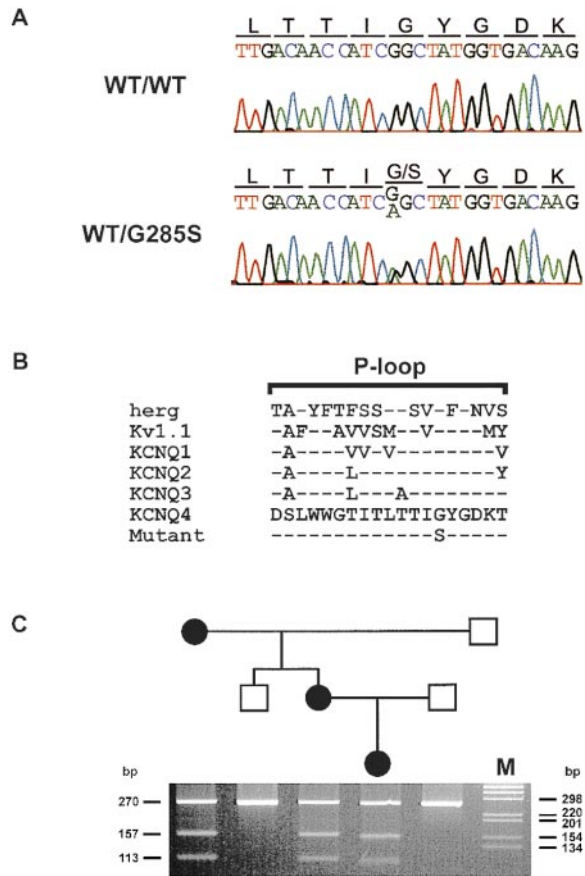 A
L T T I G Y G D K
TTGACAACCATCGGCTATGGTGACAAG
WT/WT
L T T I G/S Y G D K
TTGACAACCATCGGCTATGGTGACAAG
A
WT/G285S
B
P-loop
herg TA-YFTFSS--SV-F-NVS
Kv1.1 -AF--AVVSM--V----MY
KCNQ1 -A----VV-V--------V
KCNQ2 -A----L-----------Y
KCNQ3 -A----L---A--------
KCNQ4 DSLWWGTITLTTIGYGDKT
Mutant -------------S-----
C
M
bp
270
157
113
bp
298
220
201
154
134